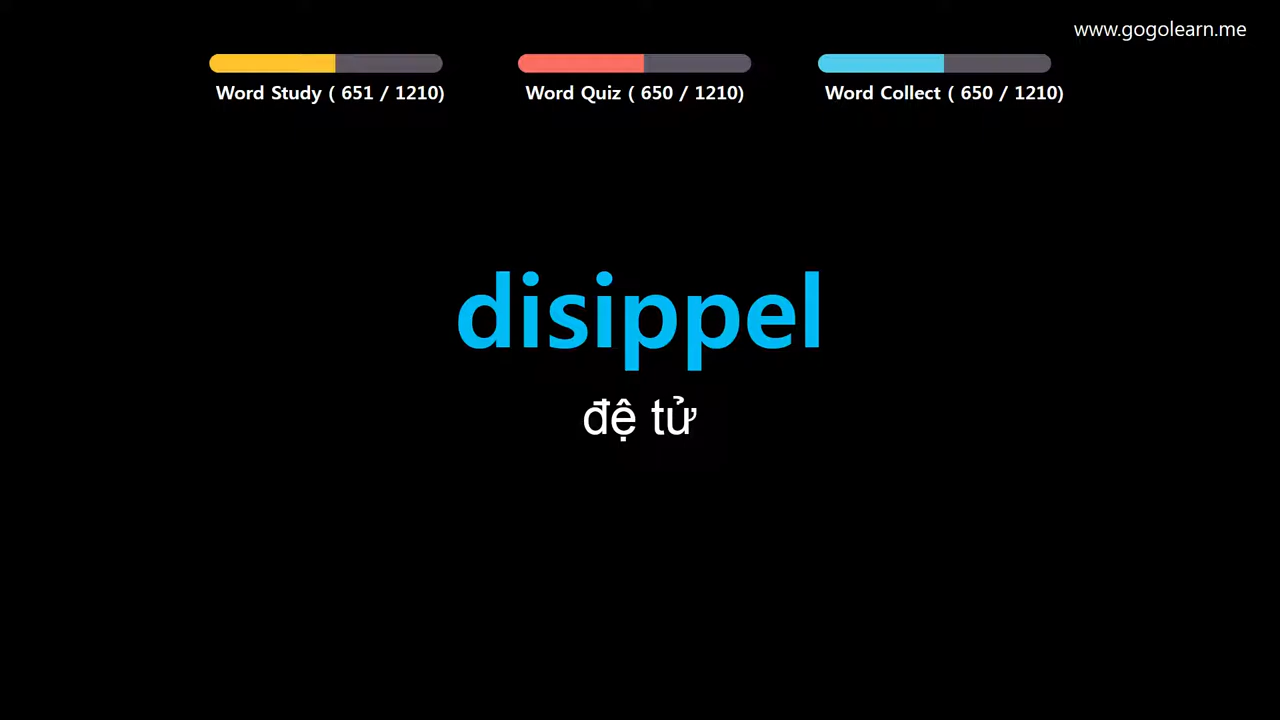 www.gogolearn.me
Word Study ( 651 / 1210)
Word Quiz ( 650 / 1210)
Word Collect ( 650 / 1210)
disippel
đệ tử